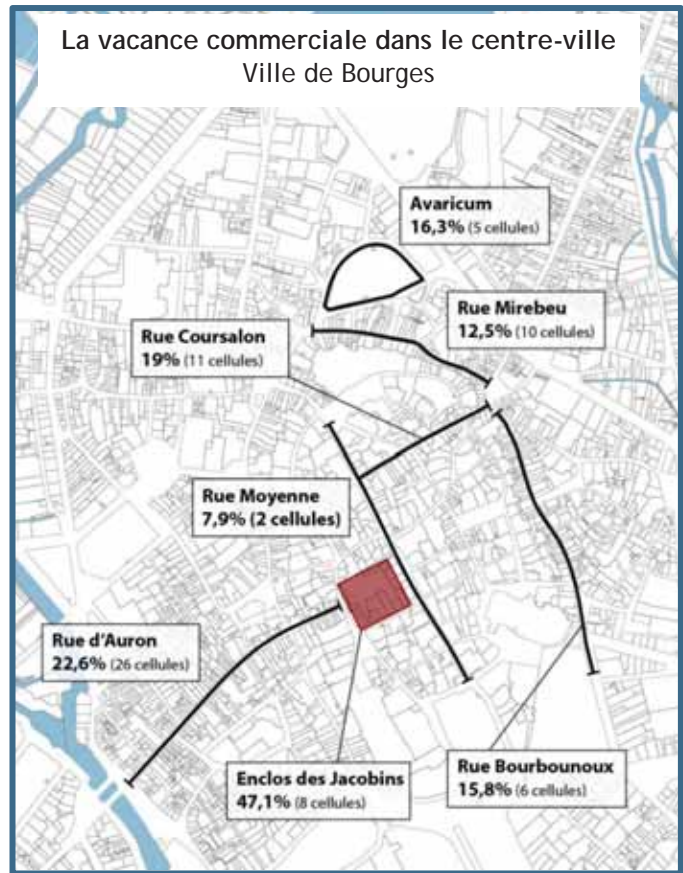 La vacance commerciale dans le centre-ville
Ville de Bourges
Avaricum
16,3% (5 cellules)
Rue Mirebeu
12,5% (10 cellules)
Rue Coursalon
19% (11 cellules)
Rue Moyenne
7,9% (2 cellules)
Rue d'Auron
22,6% (26 cellules)
Enclos des Jacobins
47,1% (8 cellules)
Rue Bourbounoux
15,8% (6 cellules)